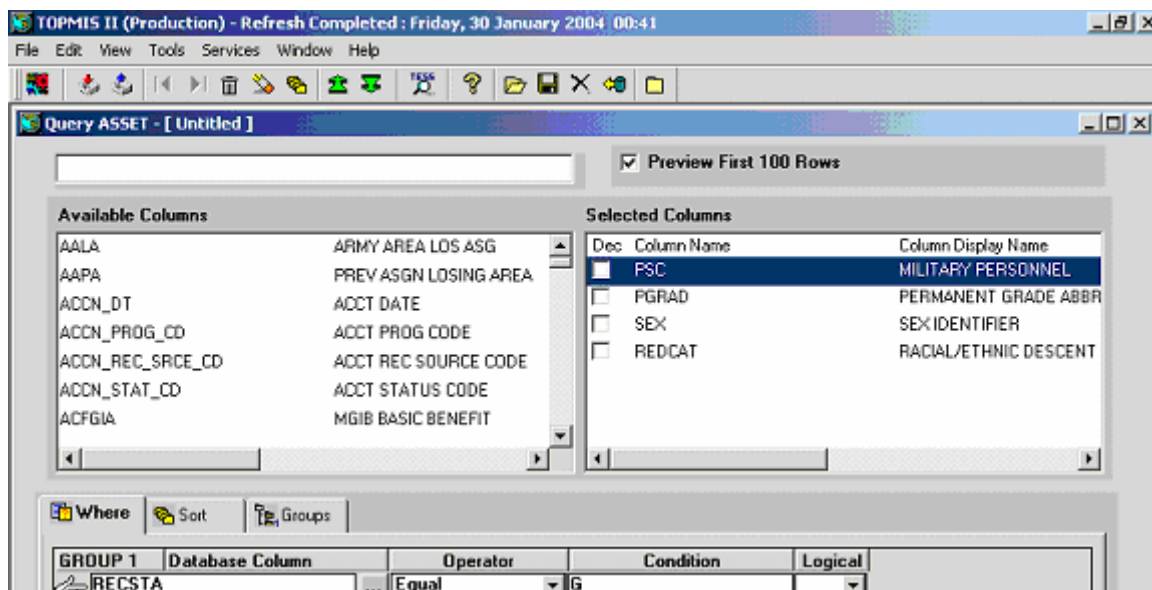 TOPMIS II (Production) - Refresh Completed : Friday, 30 January 2004 00:41
File Edit View Tools Services Window Help
TESS
Query ASSET - [ Untitled ]
Preview First 100 Rows
Available Columns
AALA ARMY AREA LOS ASG
AAPA PREV ASGN LOSING AREA
ACCN_DT ACCT DATE
ACCN_PROG_CD ACCT PROG CODE
ACCN_REC_SRCE_CD ACCT REC SOURCE CODE
ACCN_STAT_CD ACCT STATUS CODE
ACFGIA MGIB BASIC BENEFIT
Selected Columns
Dec Column Name Column Display Name
PSC MILITARY PERSONNEL
PGRAD PERMANENT GRADE ABBR
SEX SEX IDENTIFIER
REDCAT RACIAL/ETHNIC DESCENT
Where Sort Groups
GROUP 1 Database Column Operator Condition Logical
RECSTA ... Equal G